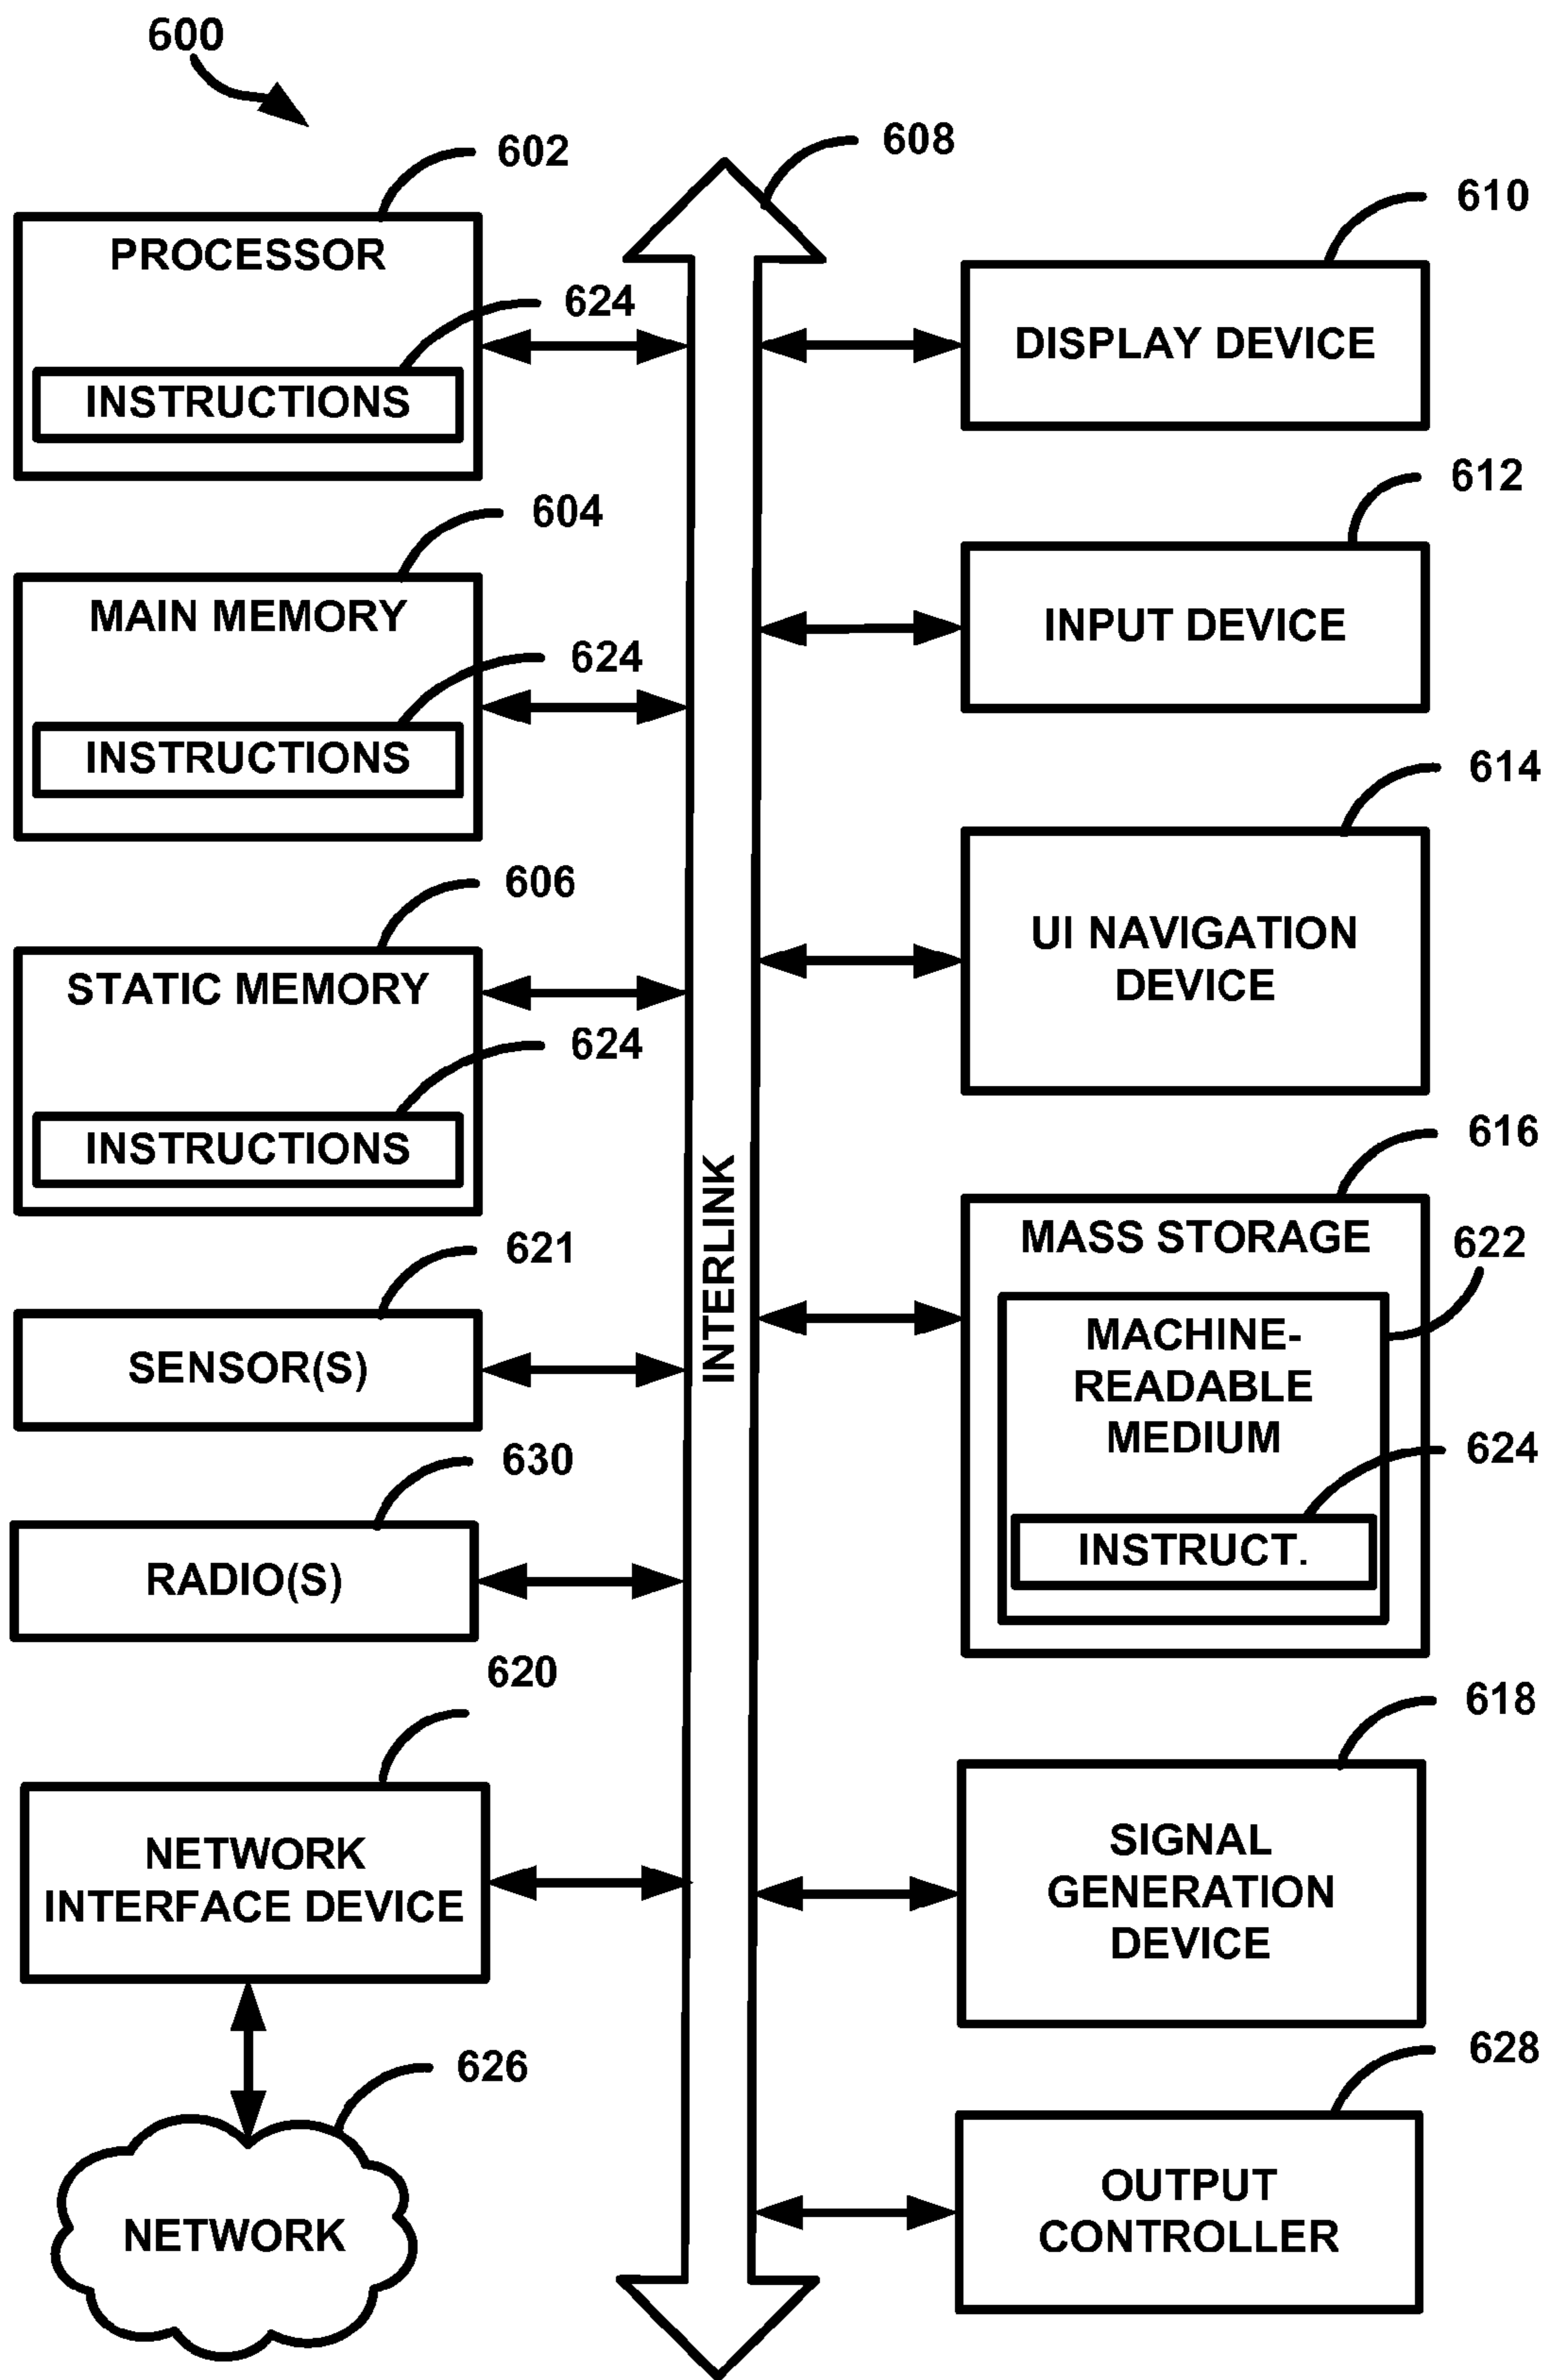 600
602
PROCESSOR
624
INSTRUCTIONS
604
MAIN MEMORY
624
INSTRUCTIONS
606
STATIC MEMORY
624
INSTRUCTIONS
621
SENSOR(S)
630
RADIO(S)
620
NETWORK
INTERFACE DEVICE
626
NETWORK
608
INTERLINK
610
DISPLAY DEVICE
612
INPUT DEVICE
614
UI NAVIGATION
DEVICE
616
MASS STORAGE
622
MACHINE-
READABLE
MEDIUM
624
INSTRUCT.
618
SIGNAL
GENERATION
DEVICE
628
OUTPUT
CONTROLLER